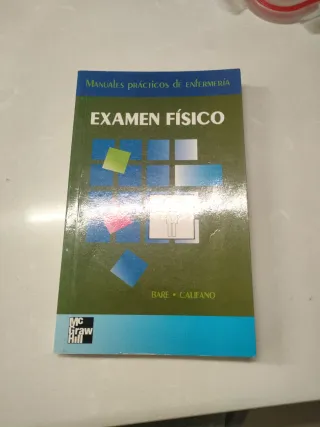 MANUALES PRÁCTICOS DE ENFERMERÍA
EXAMEN FÍSICO
BARE • CALIFANO
Mc
Graw
Hill